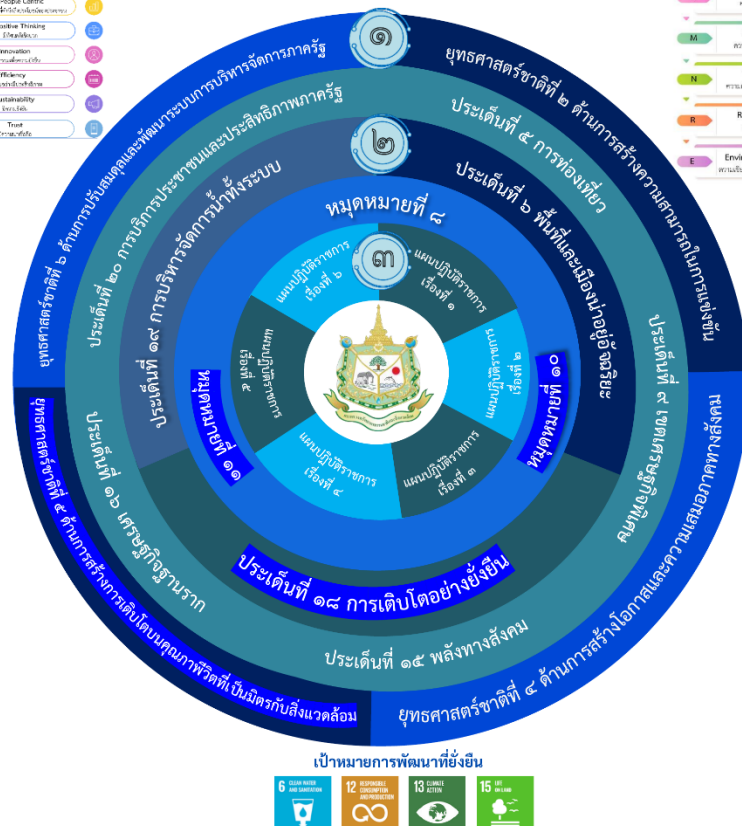 People Centric
ositive Thinking
nnovation
fficiency
ustainability
Trust
M
N
R
R
E
Envir
๑
ยุทธศาสตร์ชาติที่ ๖ ด้านการปรับสมดุลและพัฒนาระบบการบริหารจัดการภาครัฐ
ยุทธศาสตร์ชาติที่ ๒ ด้านการสร้างความสามารถในการแข่งขัน
ยุทธศาสตร์ชาติที่ ๕ ด้านการสร้างการเติบโตบนคุณภาพชีวิตที่เป็นมิตรกับสิ่งแวดล้อม
ยุทธศาสตร์ชาติที่ ๔ ด้านการสร้างโอกาสและความเสมอภาคทางสังคม
ประเด็นที่ ๒๐ การบริการประชาชนและประสิทธิภาพภาครัฐ
ประเด็นที่ ๕ การท่องเที่ยว
ประเด็นที่ ๙ เขตเศรษฐกิจพิเศษ
ประเด็นที่ ๑๖ เศรษฐกิจฐานราก
ประเด็นที่ ๑๕ พลังทางสังคม
๒
ประเด็นที่ ๑๙ การบริหารจัดการน้ำทั้งระบบ
ประเด็นที่ ๖ พื้นที่และเมืองน่าอยู่อัจฉริยะ
ประเด็นที่ ๑๘ การเติบโตอย่างยั่งยืน
หมุดหมายที่ ๘
หมุดหมายที่ ๑๐
หมุดหมายที่ ๑๑
๓
แผนปฏิบัติราชการ
เรื่องที่ ๖
แผนปฏิบัติราชการ
เรื่องที่ ๑
แผนปฏิบัติราชการ
เรื่องที่ ๒
แผนปฏิบัติราชการ
เรื่องที่ ๓
แผนปฏิบัติราชการ
เรื่องที่ ๔
แผนปฏิบัติราชการ
เรื่องที่ ๕
เป้าหมายการพัฒนาที่ยั่งยืน
6 CLEAN WATER
AND SANITATION
12 RESPONSIBLE
CONSUMPTION
AND PRODUCTION
13 CLIMATE
ACTION
15 LIFE
ON LAND